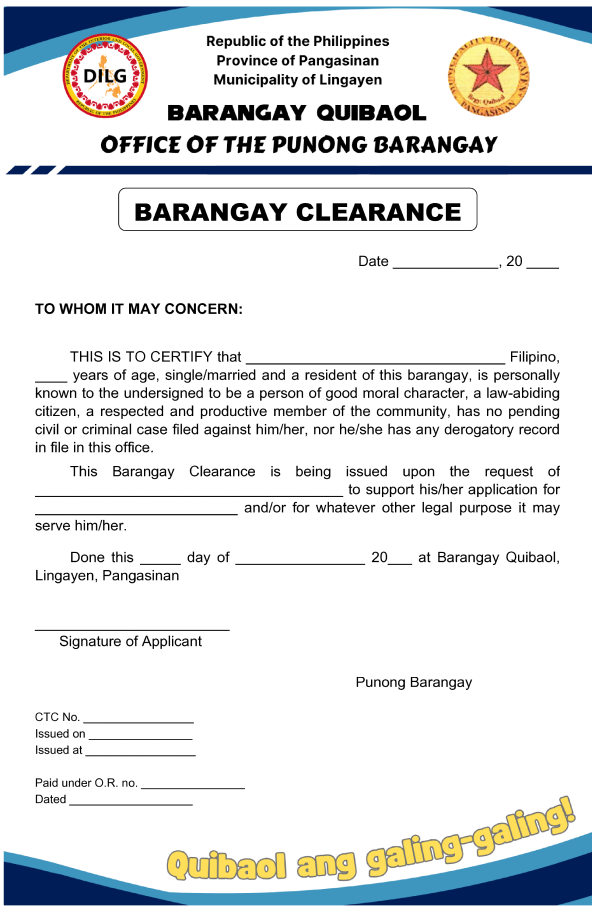 Republic of the Philippines
Province of Pangasinan
Municipality of Lingayen
DILG
MUNICIPALITY OF LINGAYEN
Brgy. Quibaol
PANGASINAN
BARANGAY QUIBAOL
OFFICE OF THE PUNONG BARANGAY
BARANGAY CLEARANCE
Date _____________, 20 ____
TO WHOM IT MAY CONCERN:
THIS IS TO CERTIFY that ________________________________ Filipino,
____ years of age, single/married and a resident of this barangay, is personally
known to the undersigned to be a person of good moral character, a law-abiding
citizen, a respected and productive member of the community, has no pending
civil or criminal case filed against him/her, nor he/she has any derogatory record
in file in this office.
This Barangay Clearance is being issued upon the request of
______________________________________ to support his/her application for
_________________________ and/or for whatever other legal purpose it may
serve him/her.
Done this _____ day of ________________ 20___ at Barangay Quibaol,
Lingayen, Pangasinan
________________________
Signature of Applicant
Punong Barangay
CTC No. _________________
Issued on ________________
Issued at _________________
Paid under O.R. no. ________________
Dated ___________________
Quibaol ang galing-galing!